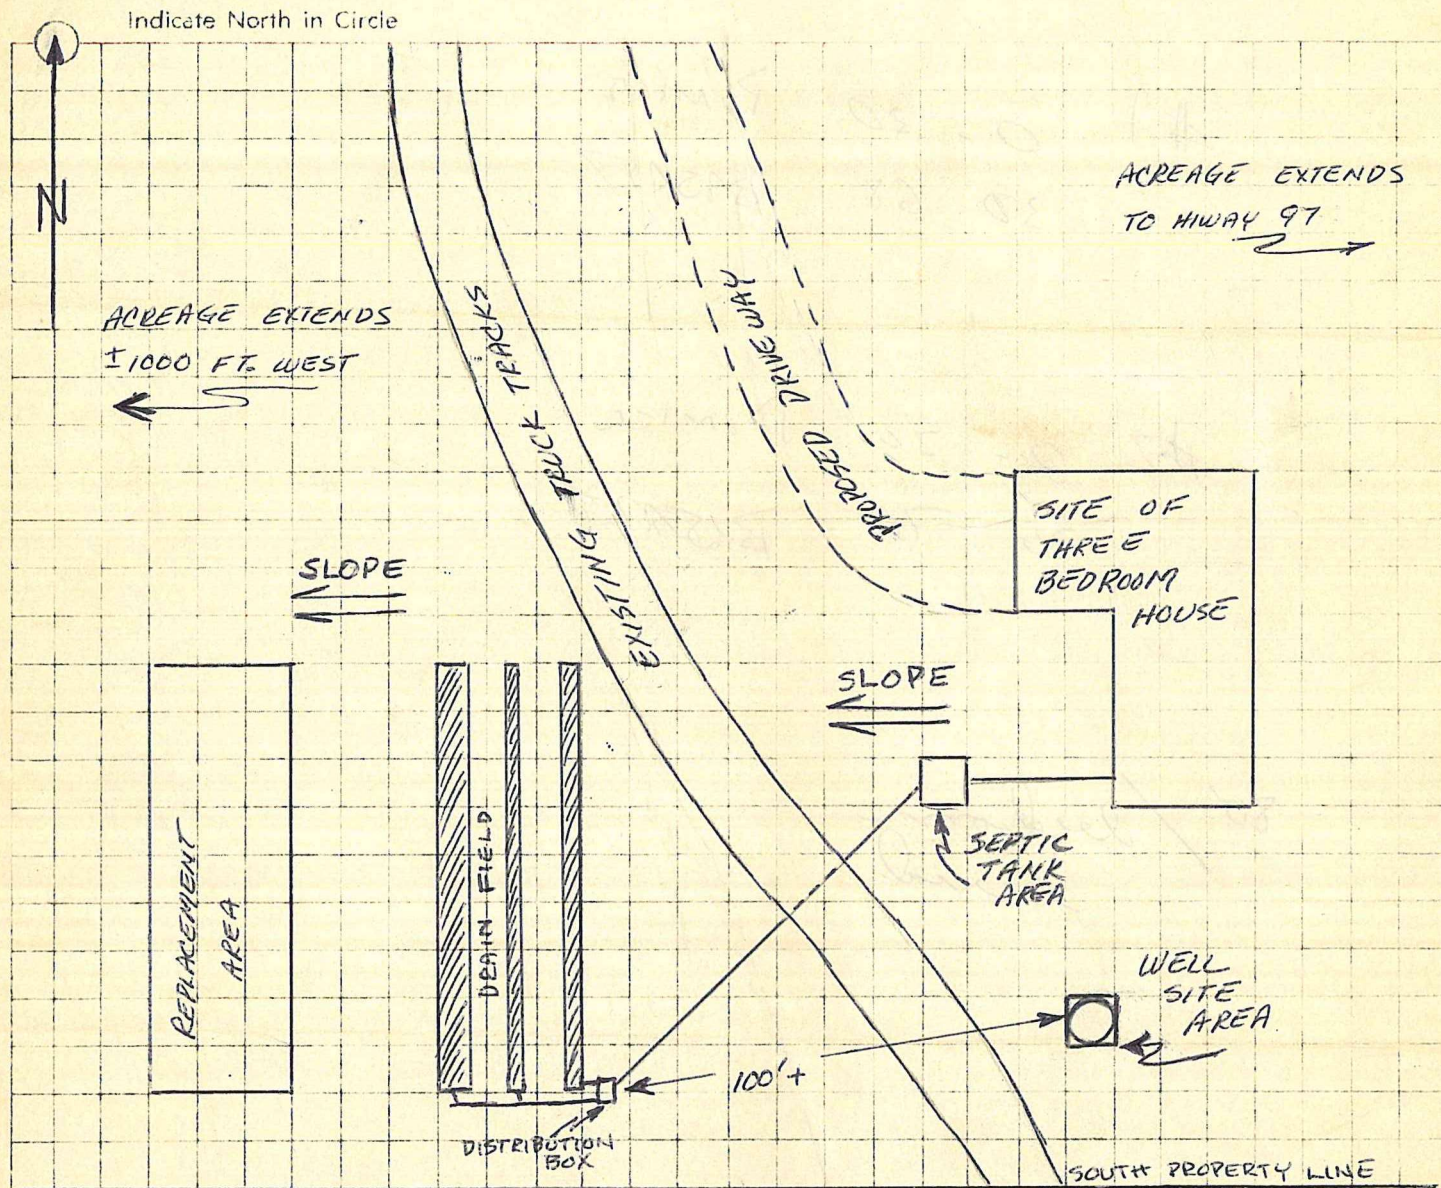 Indicate North in Circle
N
ACREAGE EXTENDS
TO HIWAY 97
ACREAGE EXTENDS
±1000 FT. WEST
EXISTING TRUCK TRACKS
PROPOSED DRIVEWAY
SITE OF
THREE
BEDROOM
HOUSE
SLOPE
SLOPE
REPLACEMENT
AREA
DRAIN FIELD
SEPTIC
TANK
AREA
WELL
SITE
AREA
100'+
DISTRIBUTION
BOX
SOUTH PROPERTY LINE